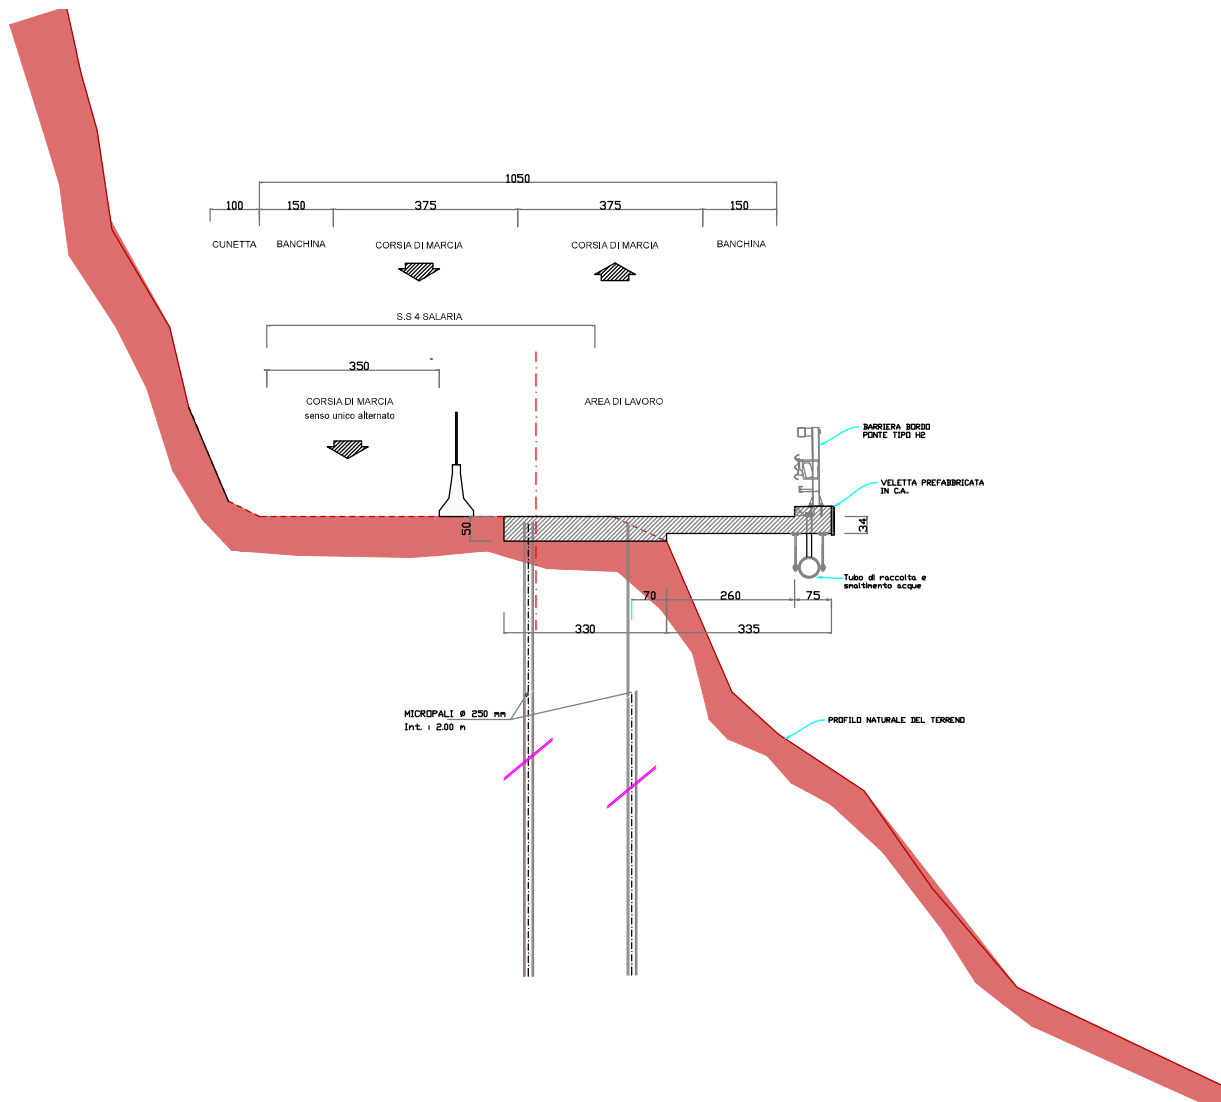 1050
100 150 375 375 150
CUNETTA BANCHINA CORSIA DI MARCIA CORSIA DI MARCIA BANCHINA
S.S 4 SALARIA
350
CORSIA DI MARCIA
senso unico alternato
AREA DI LAVORO
BARRIERA BORDO
PONTE TIPO H2
VELETTA PREFABBRICATA
IN C.A.
50
34
Tubo di raccolta e
smaltimento acque
70 260 75
330 335
MICROPALI Ø 250 mm
Int. : 2.00 m
PROFILO NATURALE DEL TERRENO